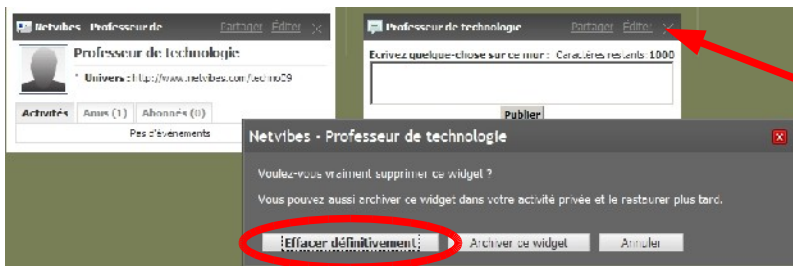 Netvibes - Professeur de Partager Éditer
Professeur de technologie
Univers : http://www.netvibes.com/techno09
Activités Amis (1) Abonnés (0)
Pas d'événements
Professeur de technologie Partager Éditer
Ecrivez quelque-chose sur ce mur : Caractères restants: 1000
Publier
Netvibes - Professeur de technologie
Voulez-vous vraiment supprimer ce widget ?
Vous pouvez aussi archiver ce widget dans votre activité privée et le restaurer plus tard.
Effacer définitivement Archiver ce widget Annuler